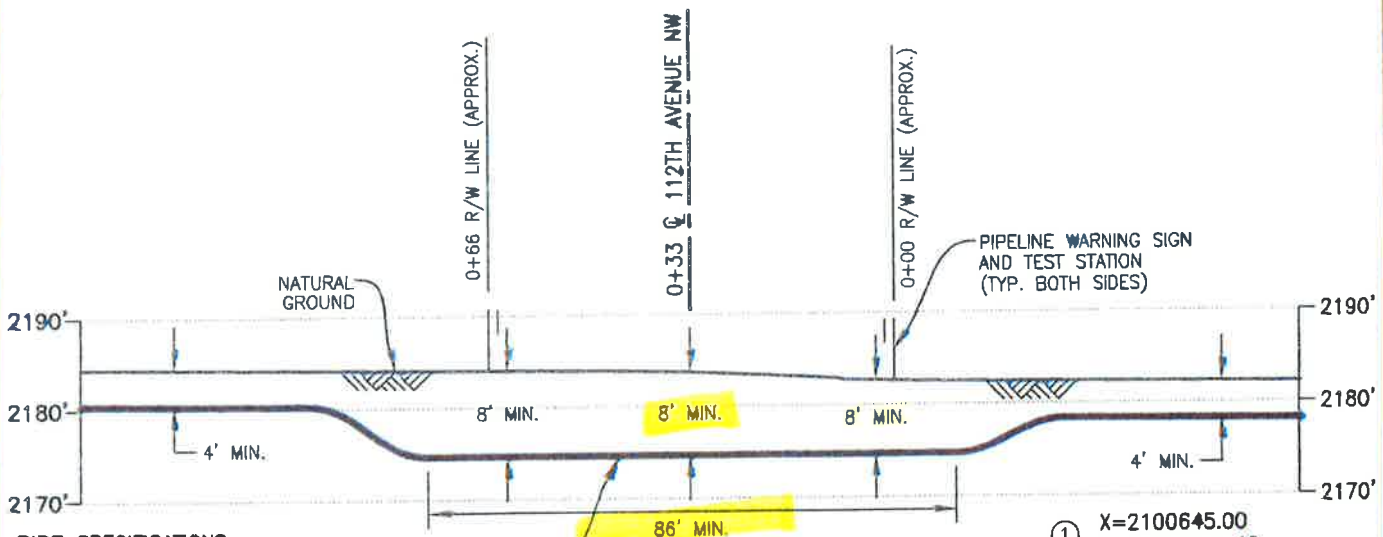 0+66 R/W LINE (APPROX.)
0+33 ℄ 112TH AVENUE NW
0+00 R/W LINE (APPROX.)
PIPELINE WARNING SIGN
AND TEST STATION
(TYP. BOTH SIDES)
NATURAL
GROUND
2190'
2190'
2180'
2180'
8' MIN.
8' MIN.
8' MIN.
4' MIN.
4' MIN.
2170'
2170'
86' MIN.
1 X=2100645.00